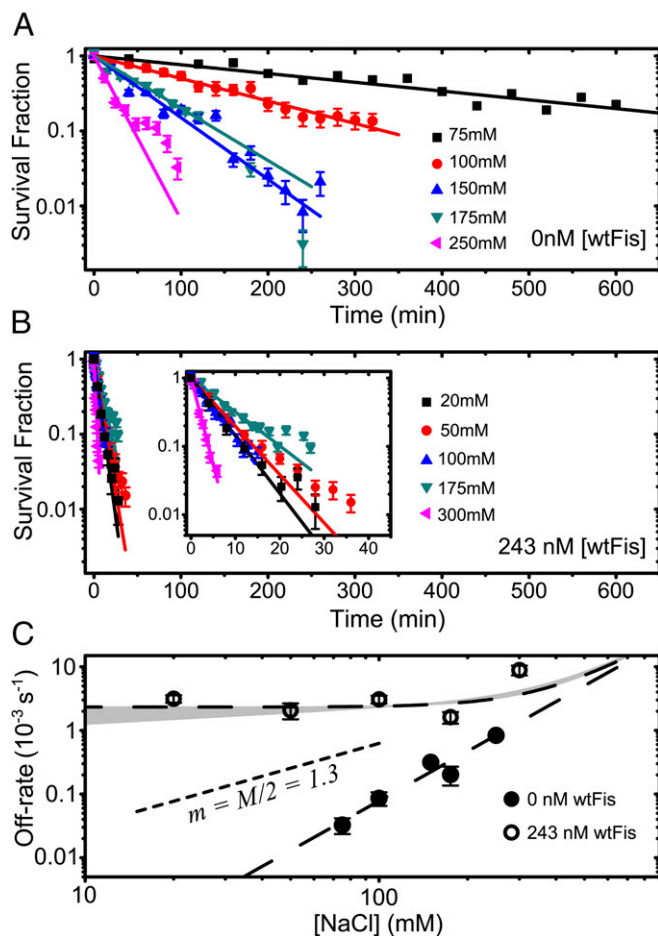 A
Survival Fraction
1
0.1
0.01
75mM
100mM
150mM
175mM
250mM
0nM [wtFis]
0 100 200 300 400 500 600
Time (min)
B
Survival Fraction
1
0.1
0.01
1
0.1
0.01
0 10 20 30 40
20mM
50mM
100mM
175mM
300mM
243 nM [wtFis]
0 100 200 300 400 500 600
Time (min)
C
Off-rate (10⁻³ s⁻¹)
10
1
0.1
0.01
m = M/2 = 1.3
0 nM wtFis
243 nM wtFis
10 100
[NaCl] (mM)